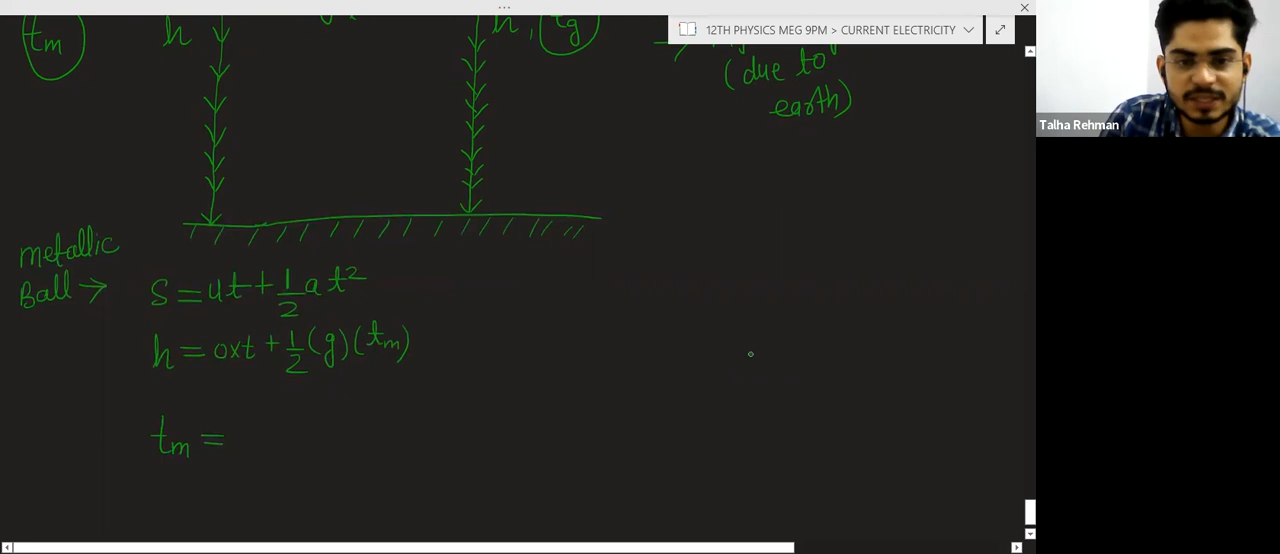 12TH PHYSICS MEG 9PM > CURRENT ELECTRICITY
tm
h
h, tg
(due to
earth)
Talha Rehman
metallic
Ball → S = ut + 1/2 at²
h = 0xt + 1/2 (g) (tm)
tm =